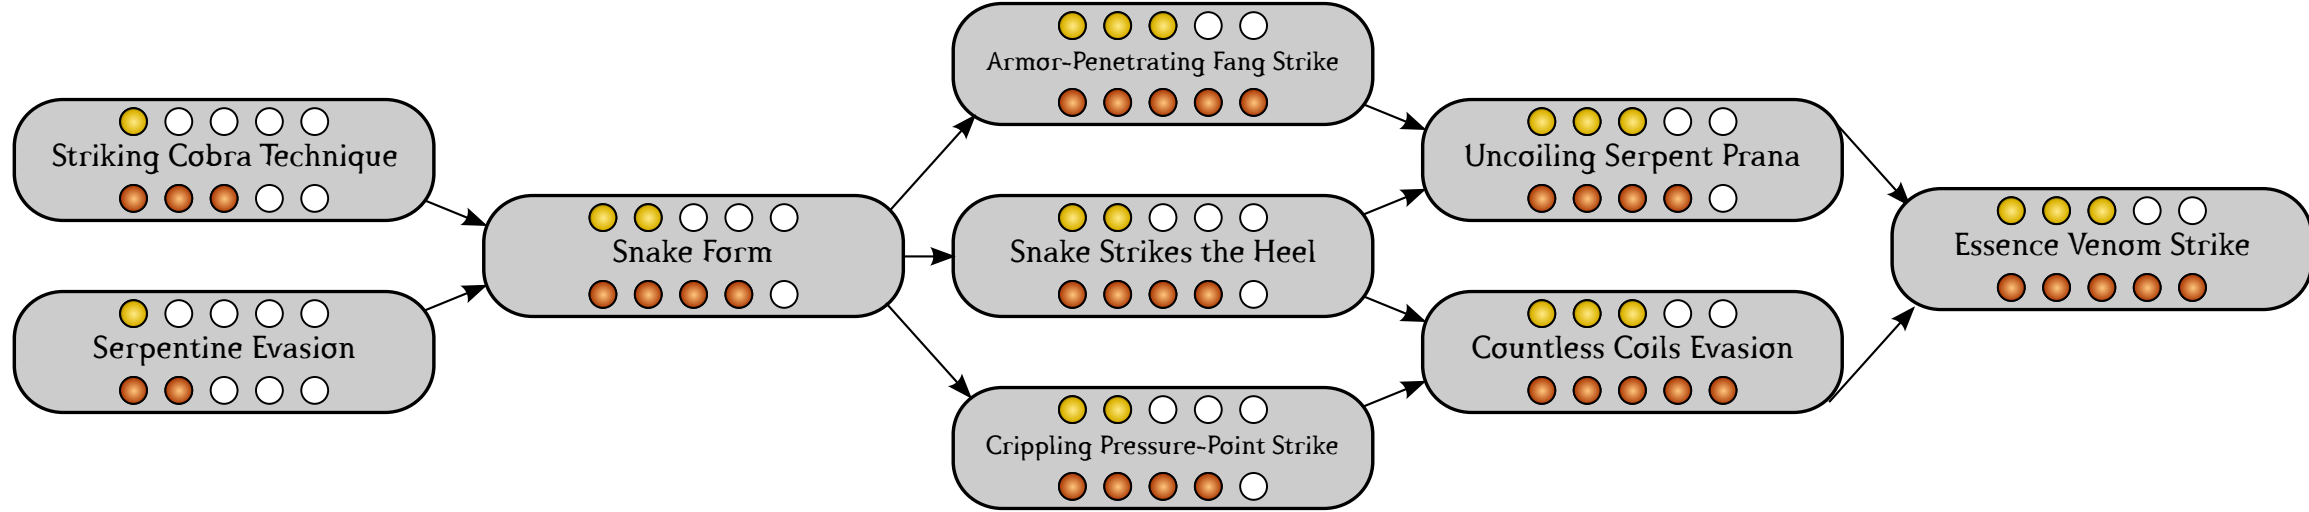 Striking Cobra Technique
Serpentine Evasion
Snake Form
Armor-Penetrating Fang Strike
Snake Strikes the Heel
Crippling Pressure-Point Strike
Uncoiling Serpent Prana
Countless Coils Evasion
Essence Venom Strike